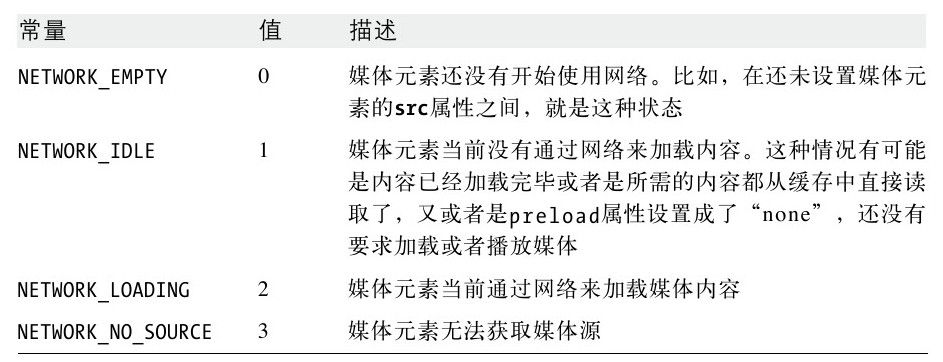 常量 值 描述
NETWORK_EMPTY 0 媒体元素还没有开始使用网络。比如，在还未设置媒体元
素的src属性之间，就是这种状态
NETWORK_IDLE 1 媒体元素当前没有通过网络来加载内容。这种情况有可能
是内容已经加载完毕或者是所需的内容都从缓存中直接读
取了，又或者是preload属性设置成了“none”，还没有
要求加载或者播放媒体
NETWORK_LOADING 2 媒体元素当前通过网络来加载媒体内容
NETWORK_NO_SOURCE 3 媒体元素无法获取媒体源